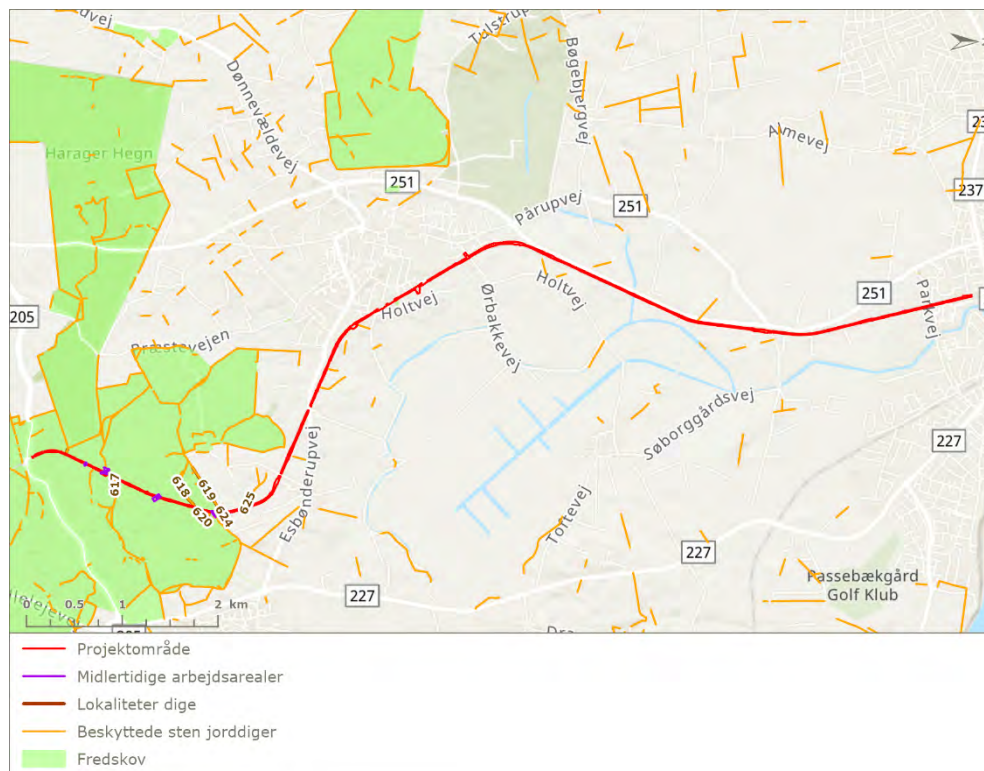 Tulstrup
Bøgebjergvej
Dønnevældevej
Almevej
Harager Hegn
251
237
Pårupvej
251
Holtvej
Holtvej
251
Parkvej
205
Ørbakkevej
Præstevejen
Søborggårdsvej
227
617
618
619
620
624
625
Esbønderupvej
Toftevej
227
227
Passebækgård
Golf Klub
0 0.5 1 2 km
205
Projektområde
Midlertidige arbejdsarealer
Lokaliteter dige
Beskyttede sten jorddiger
Fredskov